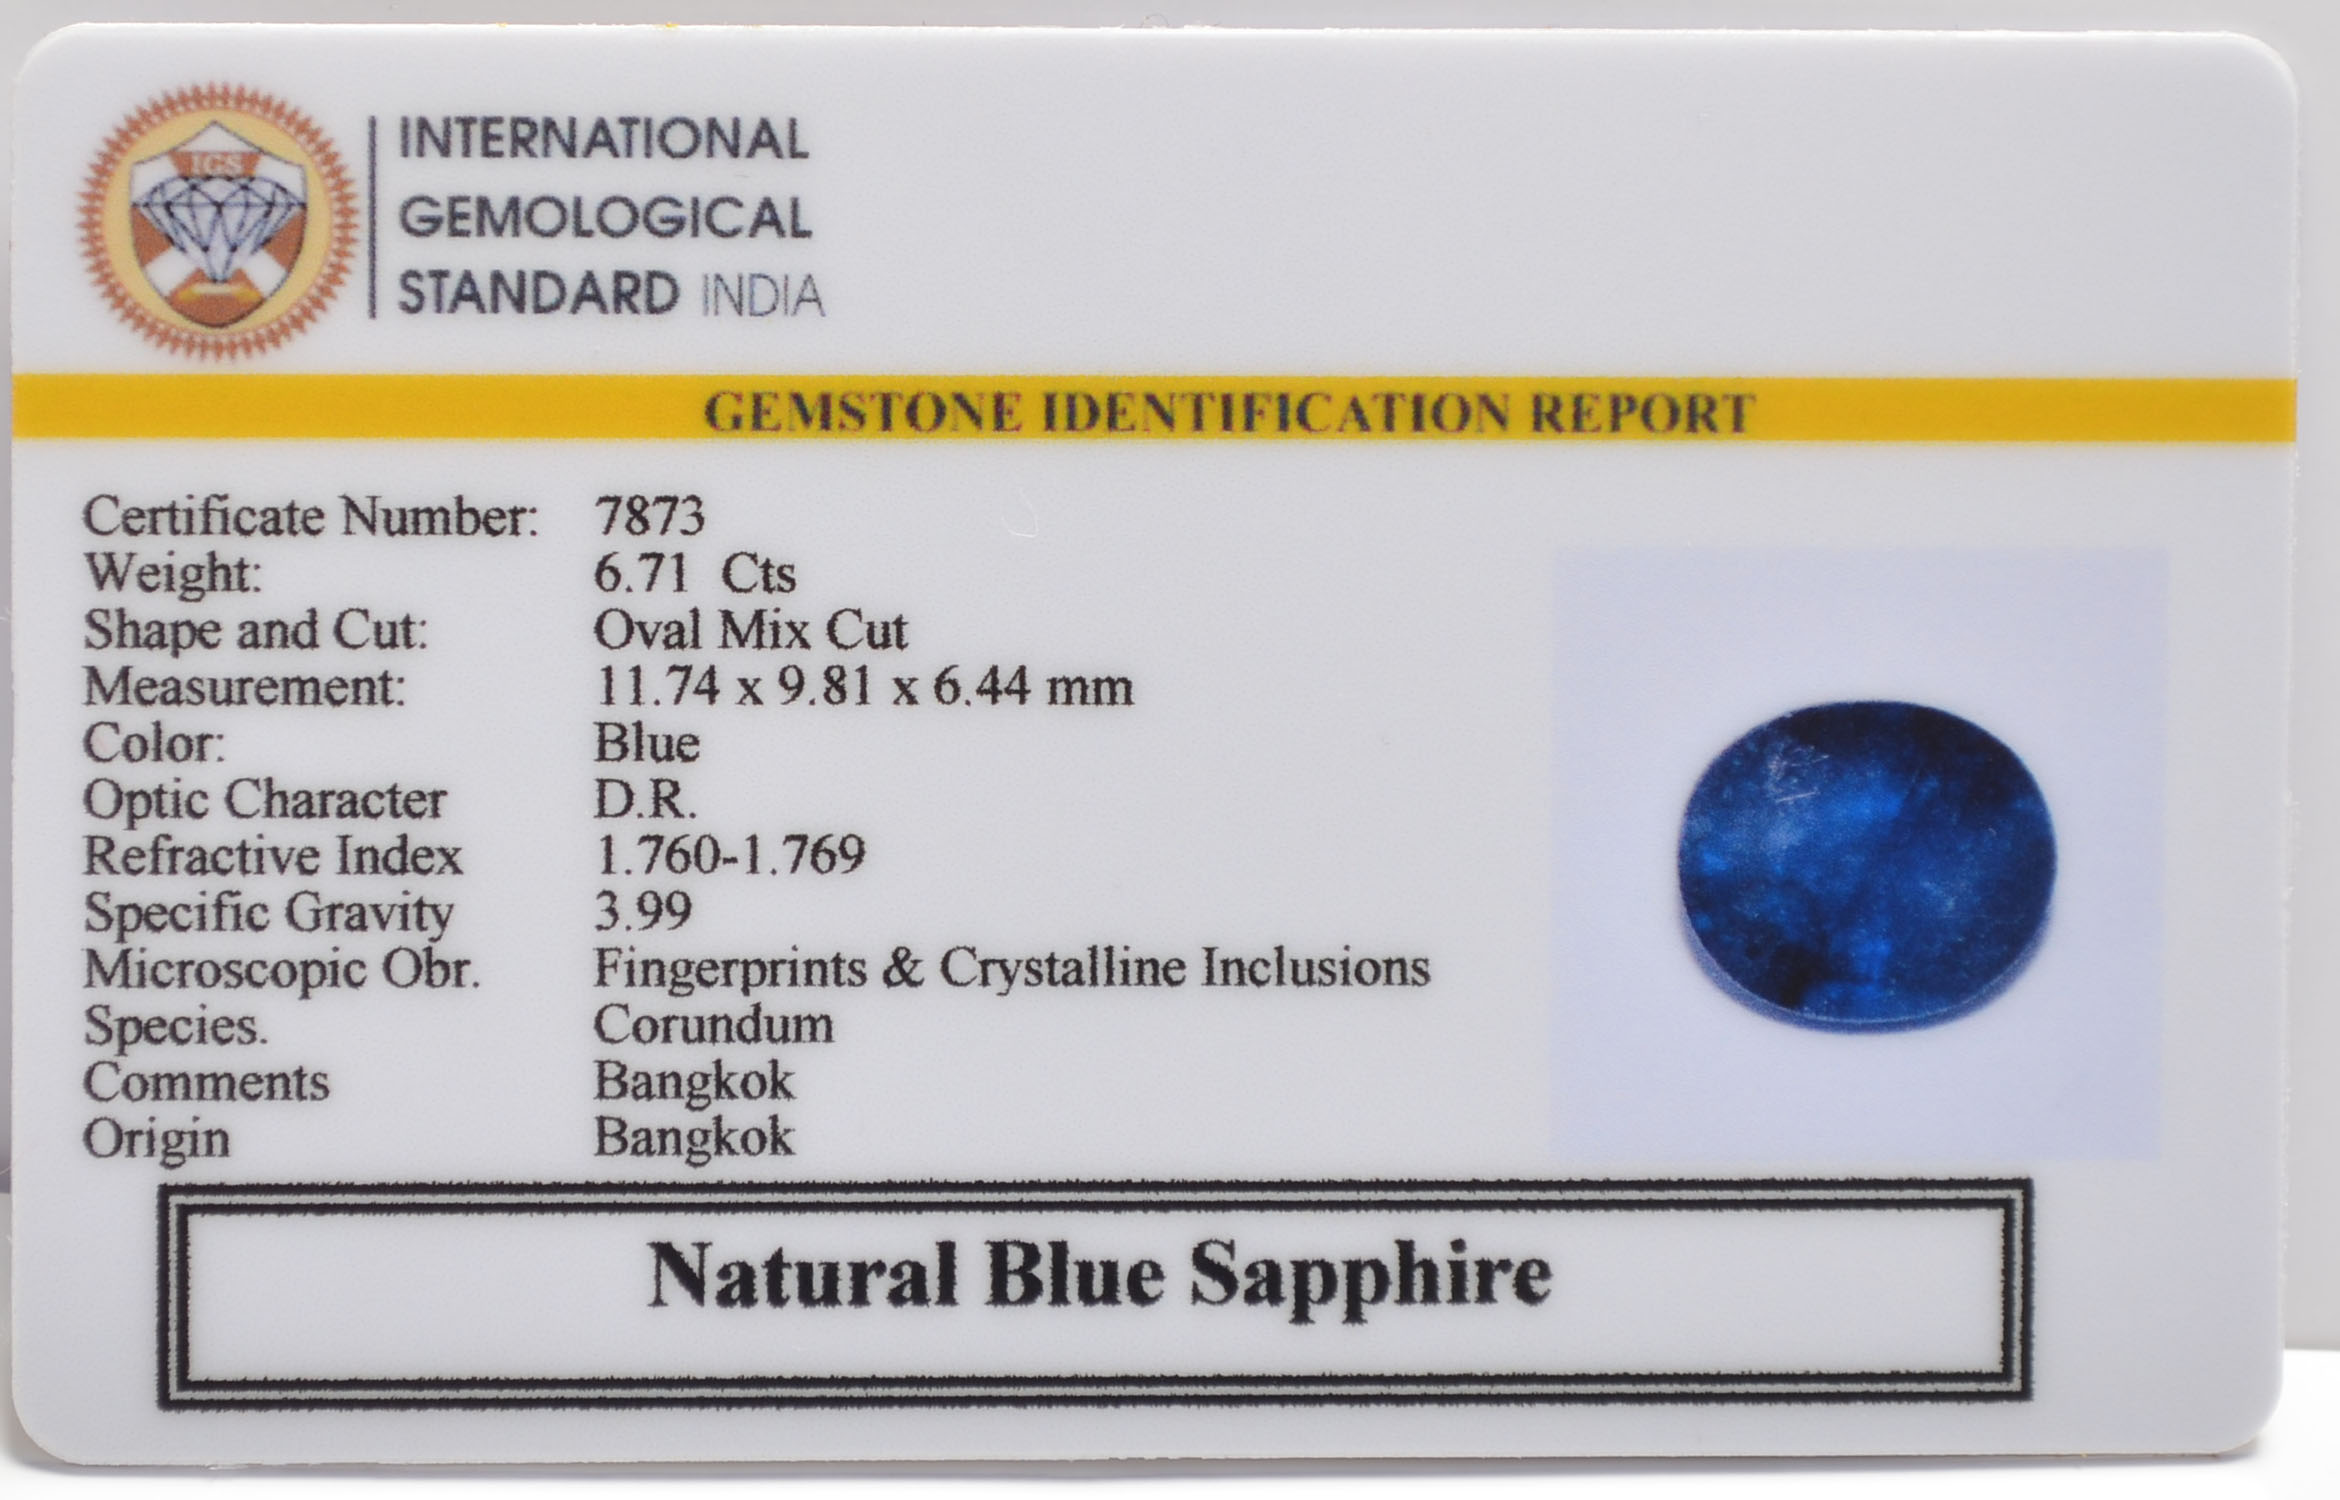 IGS
INTERNATIONAL
GEMOLOGICAL
STANDARD INDIA
GEMSTONE IDENTIFICATION REPORT
Certificate Number: 7873
Weight: 6.71 Cts
Shape and Cut: Oval Mix Cut
Measurement: 11.74 x 9.81 x 6.44 mm
Color: Blue
Optic Character D.R.
Refractive Index 1.760-1.769
Specific Gravity 3.99
Microscopic Obr. Fingerprints & Crystalline Inclusions
Species. Corundum
Comments Bangkok
Origin Bangkok
Natural Blue Sapphire